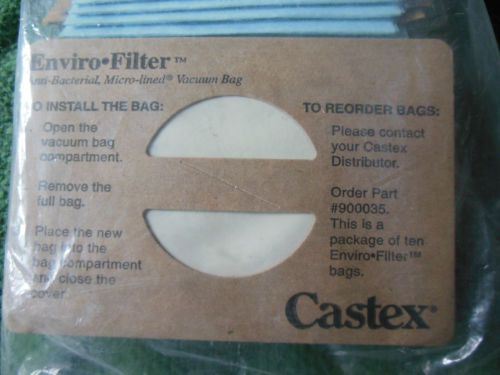 Enviro•Filter™
Anti-Bacterial, Micro-lined® Vacuum Bag
TO INSTALL THE BAG:
Open the
vacuum bag
compartment.
Remove the
full bag.
Place the new
bag into the
bag compartment
and close the
cover
TO REORDER BAGS:
Please contact
your Castex
Distributor.
Order Part
#900035.
This is a
package of ten
Enviro•Filter™
bags.
Castex®